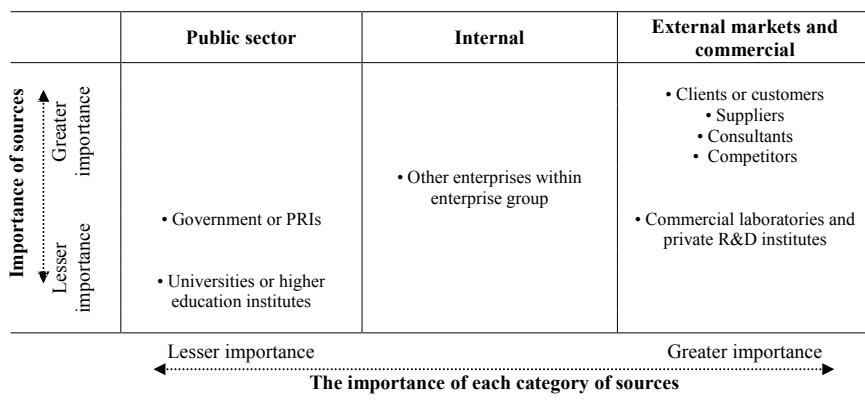 Public sector
Internal
External markets and
commercial
Importance of sources
Greater
importance
Lesser
importance
• Government or PRIs
• Universities or higher
education institutes
• Other enterprises within
enterprise group
• Clients or customers
• Suppliers
• Consultants
• Competitors
• Commercial laboratories and
private R&D institutes
Lesser importance
Greater importance
The importance of each category of sources